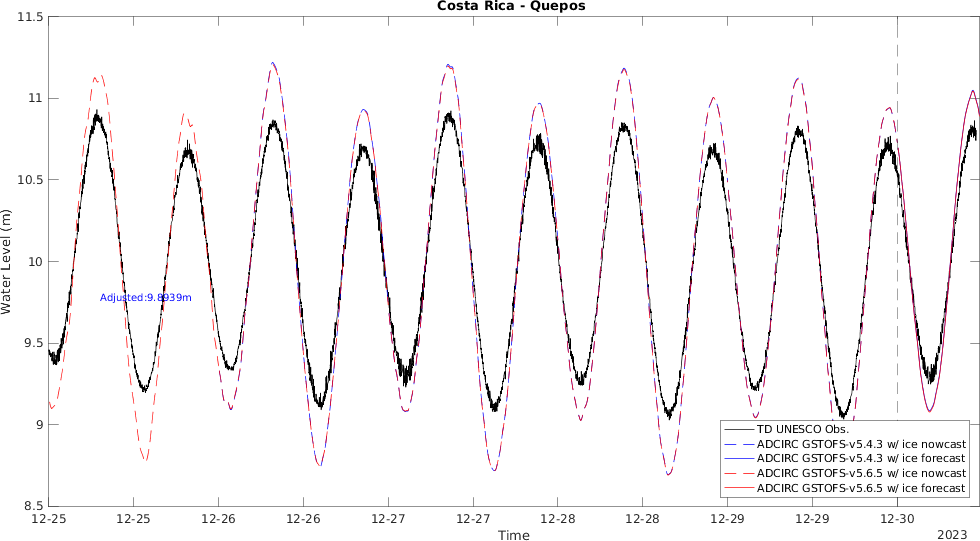 Costa Rica - Quepos
11.5
11
10.5
10
9.5
9
8.5
Water Level (m)
Adjusted:9.8939m
TD UNESCO Obs.
ADCIRC GSTOFS-v5.4.3 w/ ice nowcast
ADCIRC GSTOFS-v5.4.3 w/ ice forecast
ADCIRC GSTOFS-v5.6.5 w/ ice nowcast
ADCIRC GSTOFS-v5.6.5 w/ ice forecast
12-25 12-25 12-26 12-26 12-27 12-27 12-28 12-28 12-29 12-29 12-30
Time
2023